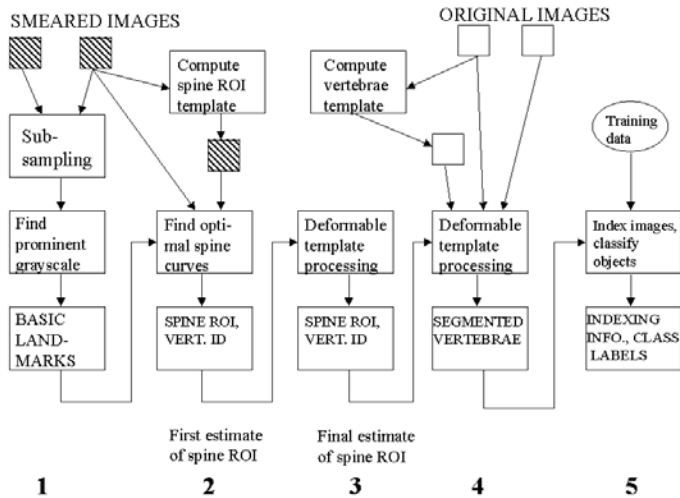 SMEARED IMAGES
ORIGINAL IMAGES
Compute
spine ROI
template
Compute
vertebrae
template
Sub-
sampling
Training
data
Find
prominent
grayscale
Find opti-
mal spine
curves
Deformable
template
processing
Deformable
template
processing
Index images,
classify
objects
BASIC
LAND-
MARKS
SPINE ROI,
VERT. ID
SPINE ROI,
VERT. ID
SEGMENTED
VERTEBRAE
INDEXING
INFO., CLASS
LABELS
First estimate
of spine ROI
Final estimate
of spine ROI
1
2
3
4
5